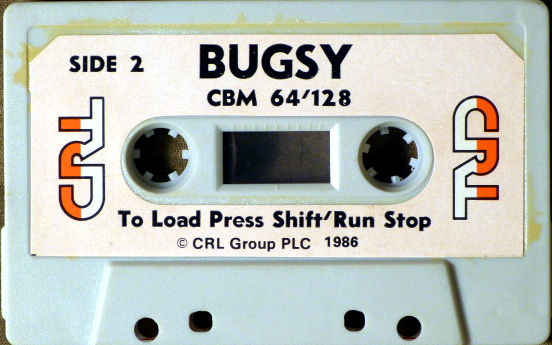 SIDE 2
BUGSY
CBM 64'128
CRL
CRL
To Load Press Shift'Run Stop
© CRL Group PLC 1986